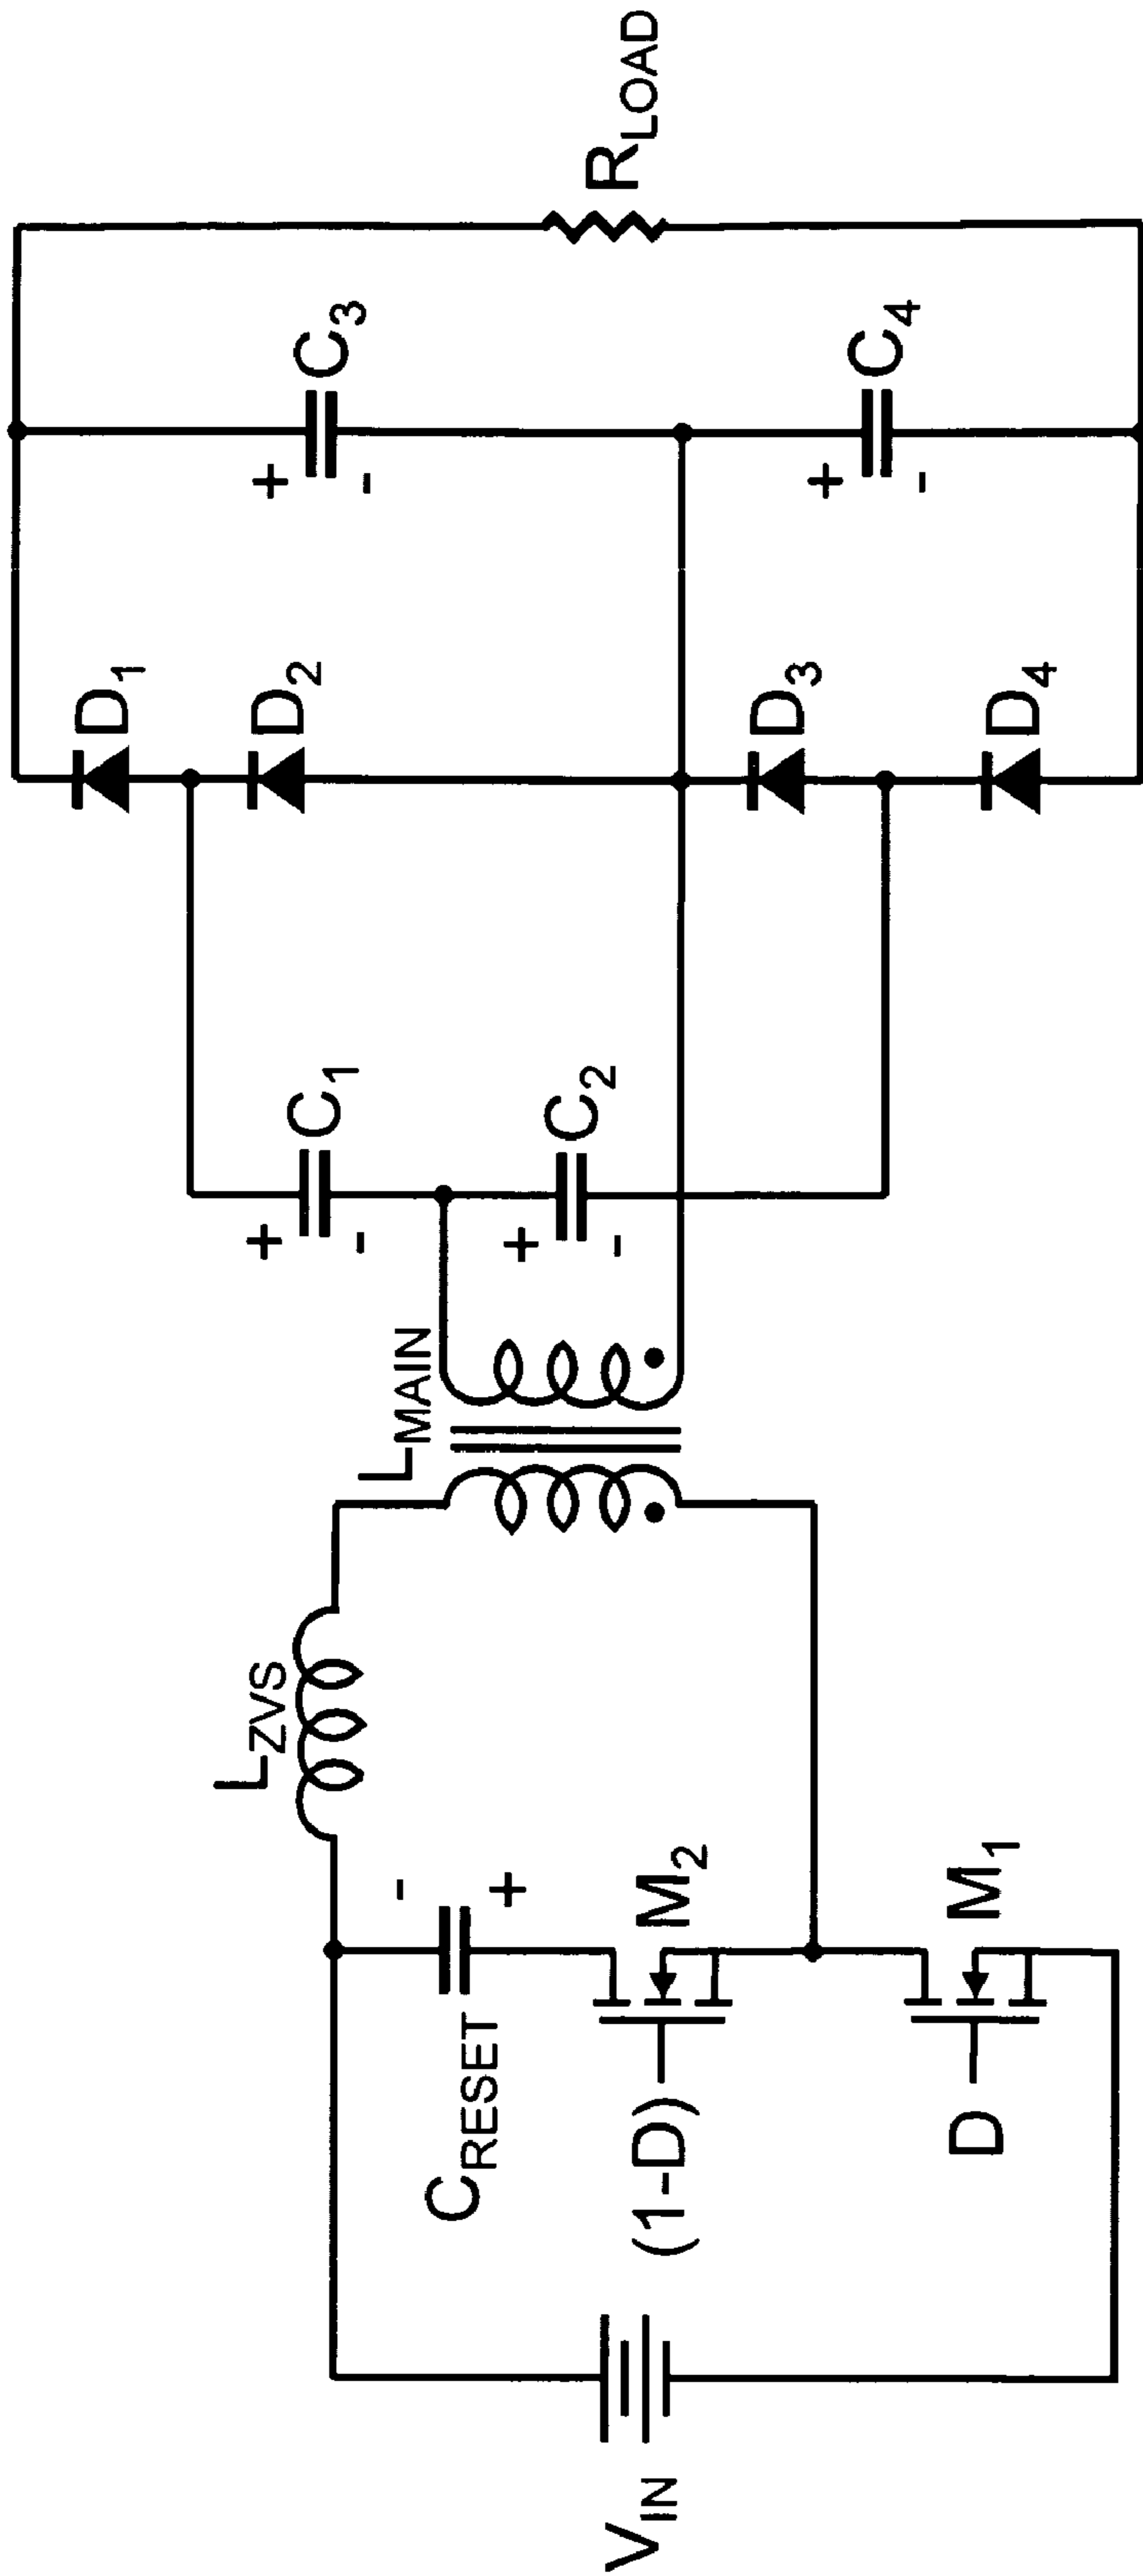 V_IN
C_RESET
-
+
(1-D)
M_2
D
M_1
L_ZVS
L_MAIN
+
-
C_1
+
-
C_2
D_1
D_2
D_3
D_4
+
-
C_3
+
-
C_4
R_LOAD